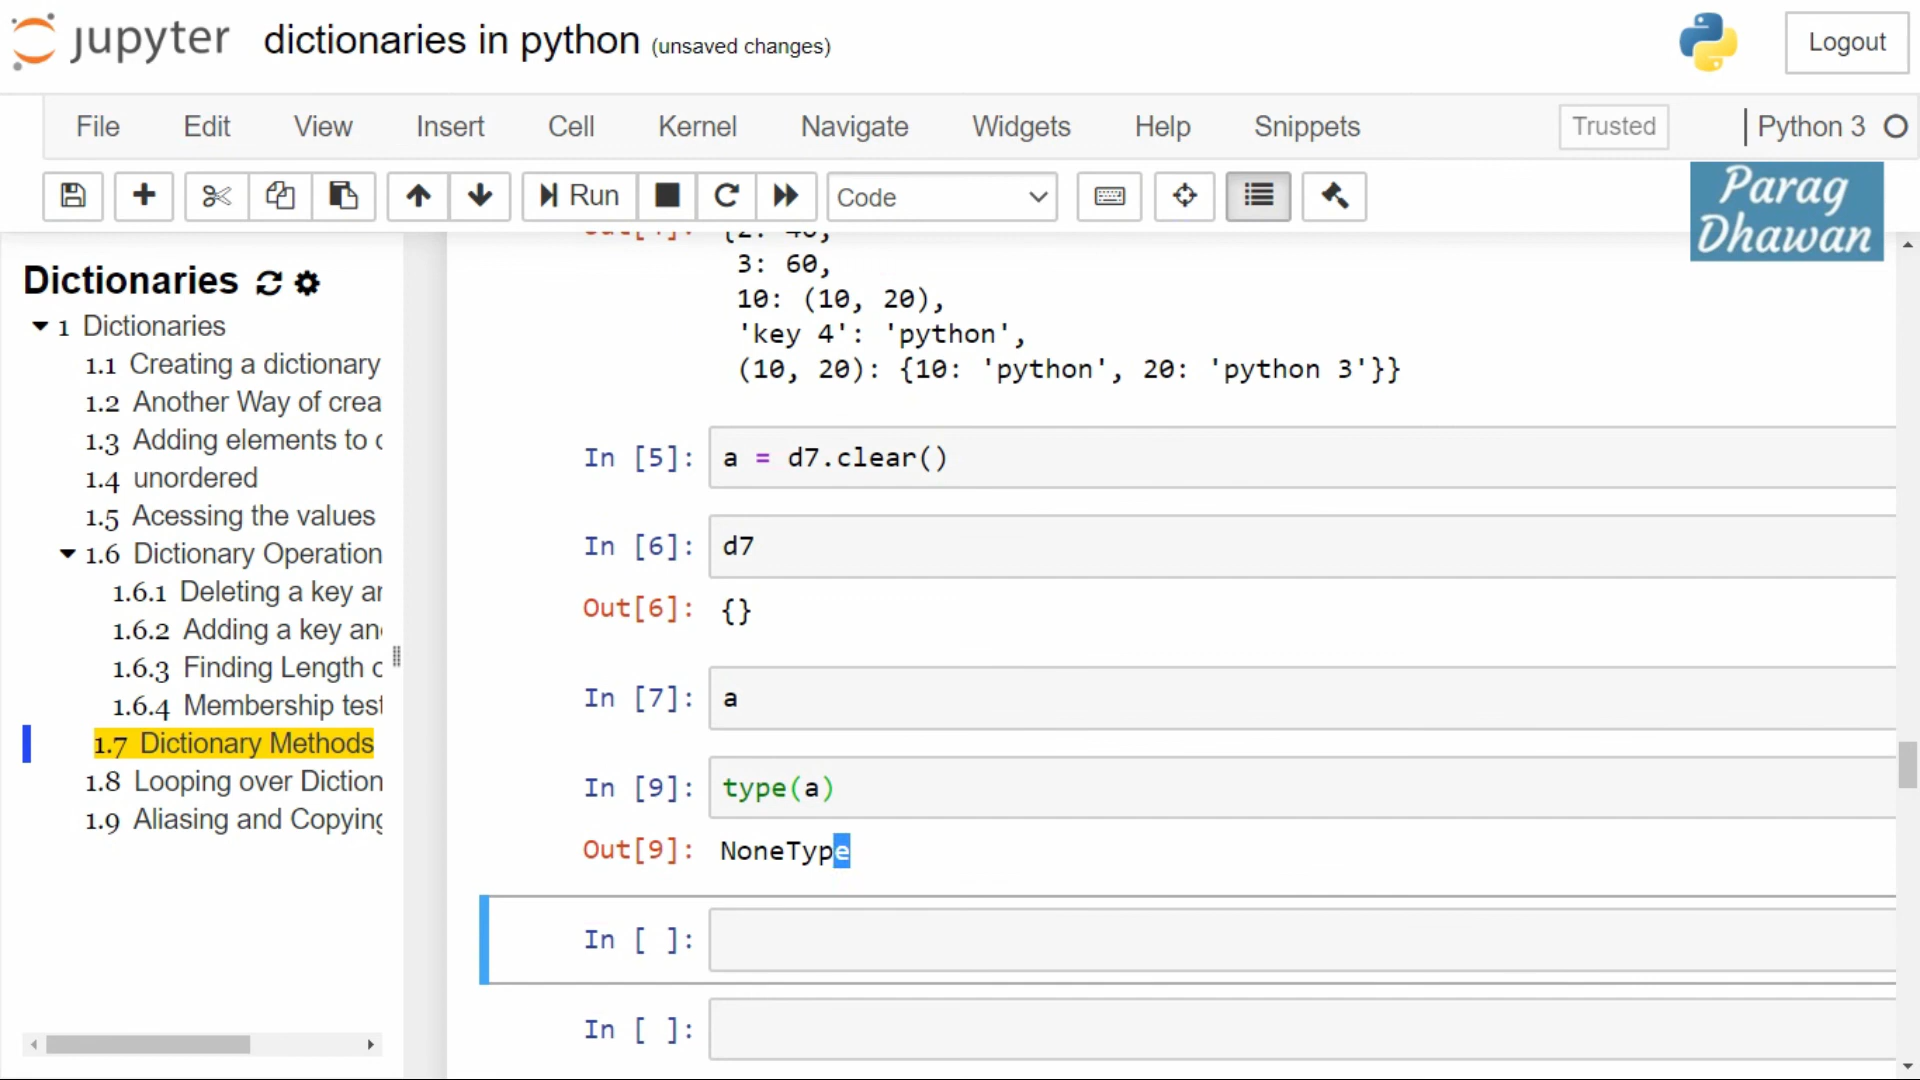 jupyter dictionaries in python (unsaved changes) Logout
File Edit View Insert Cell Kernel Navigate Widgets Help Snippets Trusted Python 3
Run Code
Parag
Dhawan
Dictionaries
1 Dictionaries
1.1 Creating a dictionary
1.2 Another Way of crea
1.3 Adding elements to
1.4 unordered
1.5 Acessing the values
1.6 Dictionary Operation
1.6.1 Deleting a key
1.6.2 Adding a key
1.6.3 Finding Length
1.6.4 Membership test
1.7 Dictionary Methods
1.8 Looping over Diction
1.9 Aliasing and Copying
3: 60,
10: (10, 20),
'key 4': 'python',
(10, 20): {10: 'python', 20: 'python 3'}}
In [5]: a = d7.clear()
In [6]: d7
Out[6]: {}
In [7]: a
In [9]: type(a)
Out[9]: NoneType
In [ ]:
In [ ]: